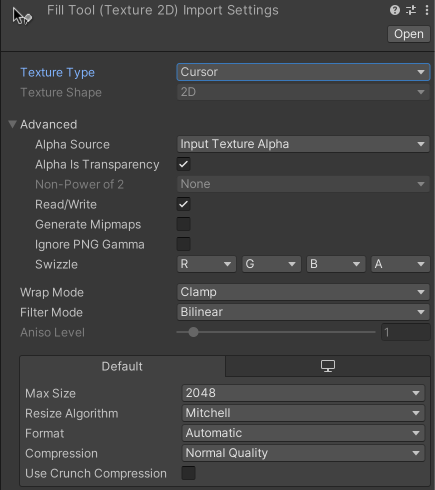 Fill Tool (Texture 2D) Import Settings
Open
Texture Type Cursor
Texture Shape 2D
Advanced
Alpha Source Input Texture Alpha
Alpha Is Transparency
Non-Power of 2 None
Read/Write
Generate Mipmaps
Ignore PNG Gamma
Swizzle R G B A
Wrap Mode Clamp
Filter Mode Bilinear
Aniso Level 1
Default
Max Size 2048
Resize Algorithm Mitchell
Format Automatic
Compression Normal Quality
Use Crunch Compression